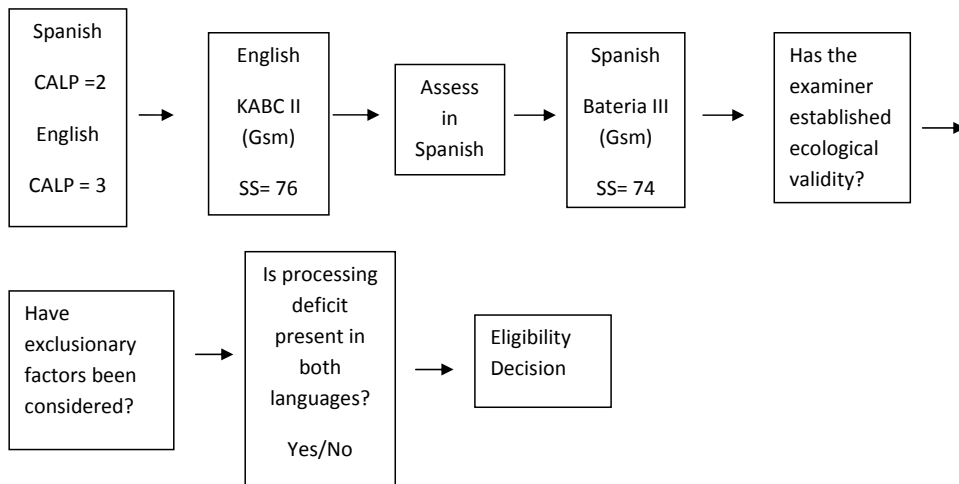 Spanish
CALP =2
English
CALP = 3
English
KABC II
(Gsm)
SS= 76
Assess
in
Spanish
Spanish
Bateria III
(Gsm)
SS= 74
Has the
examiner
established
ecological
validity?
Have
exclusionary
factors been
considered?
Is processing
deficit
present in
both
languages?
Yes/No
Eligibility
Decision